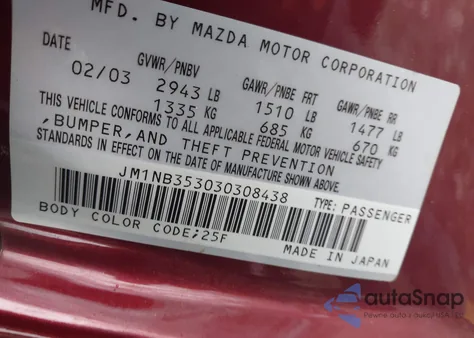 MFD. BY MAZDA MOTOR CORPORATION
DATE GVWR/PNBV GAWR/PNBE FRT GAWR/PNBE RR
02/03 2943 LB 1510 LB 1477 LB
1335 KG 685 KG 670 KG
THIS VEHICLE CONFORMS TO ALL APPLICABLE FEDERAL MOTOR VEHICLE SAFETY
,BUMPER,AND THEFT PREVENTION
STANDARDS IN EFFECT ON THE DATE OF MANUFACTURE SHOWN ABOVE.
JM1NB353030308438 TYPE: PASSENGER
BODY COLOR CODE;25F MADE IN JAPAN
autoSnap